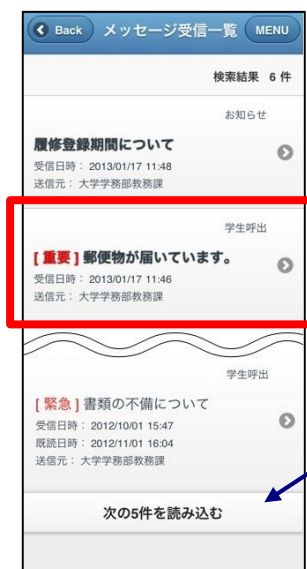 Back メッセージ受信一覧 MENU
検索結果 6 件
お知らせ
履修登録期間について
受信日時： 2013/01/17 11:48
送信元： 大学学務部教務課
学生呼出
[ 重要 ] 郵便物が届いています。
受信日時： 2013/01/17 11:46
送信元： 大学学務部教務課
学生呼出
[ 緊急 ] 書類の不備について
受信日時： 2012/10/01 15:47
既読日時： 2012/11/01 16:04
送信元： 大学学務部教務課
次の5件を読み込む